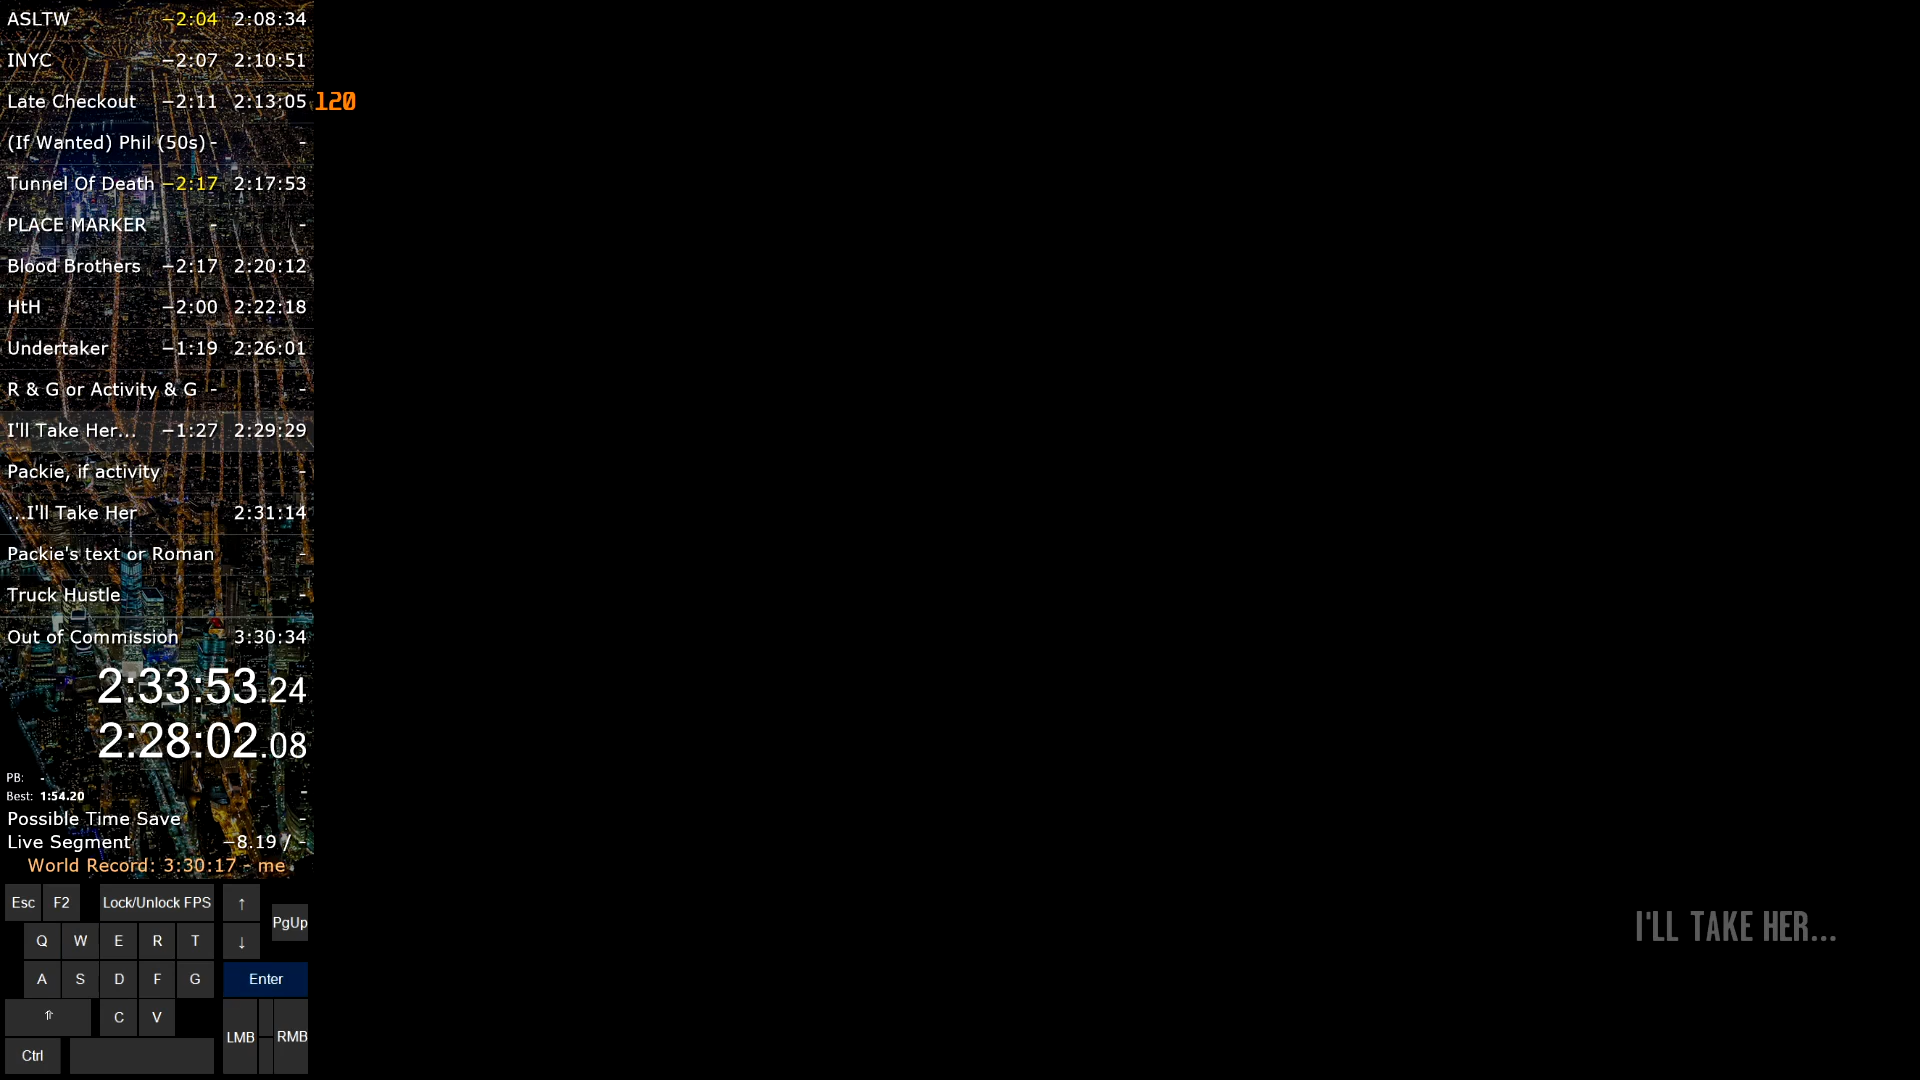 ASLTW −2:04 2:08:34
INYC −2:07 2:10:51
Late Checkout −2:11 2:13:05
120
(If Wanted) Phil (50s) - -
Tunnel Of Death −2:17 2:17:53
PLACE MARKER - -
Blood Brothers −2:17 2:20:12
HtH −2:00 2:22:18
Undertaker −1:19 2:26:01
R & G or Activity & G - -
I'll Take Her... −1:27 2:29:29
Packie, if activity -
...I'll Take Her 2:31:14
Packie's text or Roman -
Truck Hustle -
Out of Commission 3:30:34
2:33:53.24
2:28:02.08
PB: -
Best: 1:54.20 -
Possible Time Save -
Live Segment −8.19 / -
World Record: 3:30:17 - me
Esc F2 Lock/Unlock FPS ↑ PgUp
Q W E R T ↓
A S D F G Enter
⇧ C V LMB RMB
Ctrl
I'LL TAKE HER...